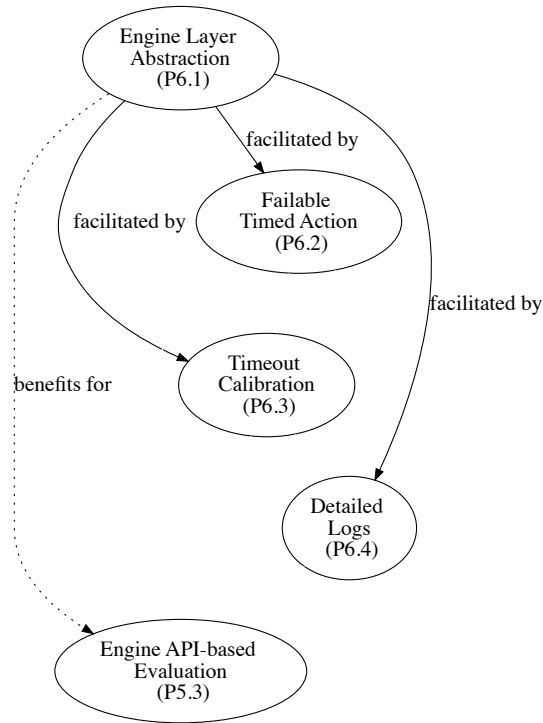 Engine Layer
Abstraction
(P6.1)
facilitated by
Failable
Timed Action
(P6.2)
facilitated by
facilitated by
Timeout
Calibration
(P6.3)
benefits for
Detailed
Logs
(P6.4)
Engine API-based
Evaluation
(P5.3)